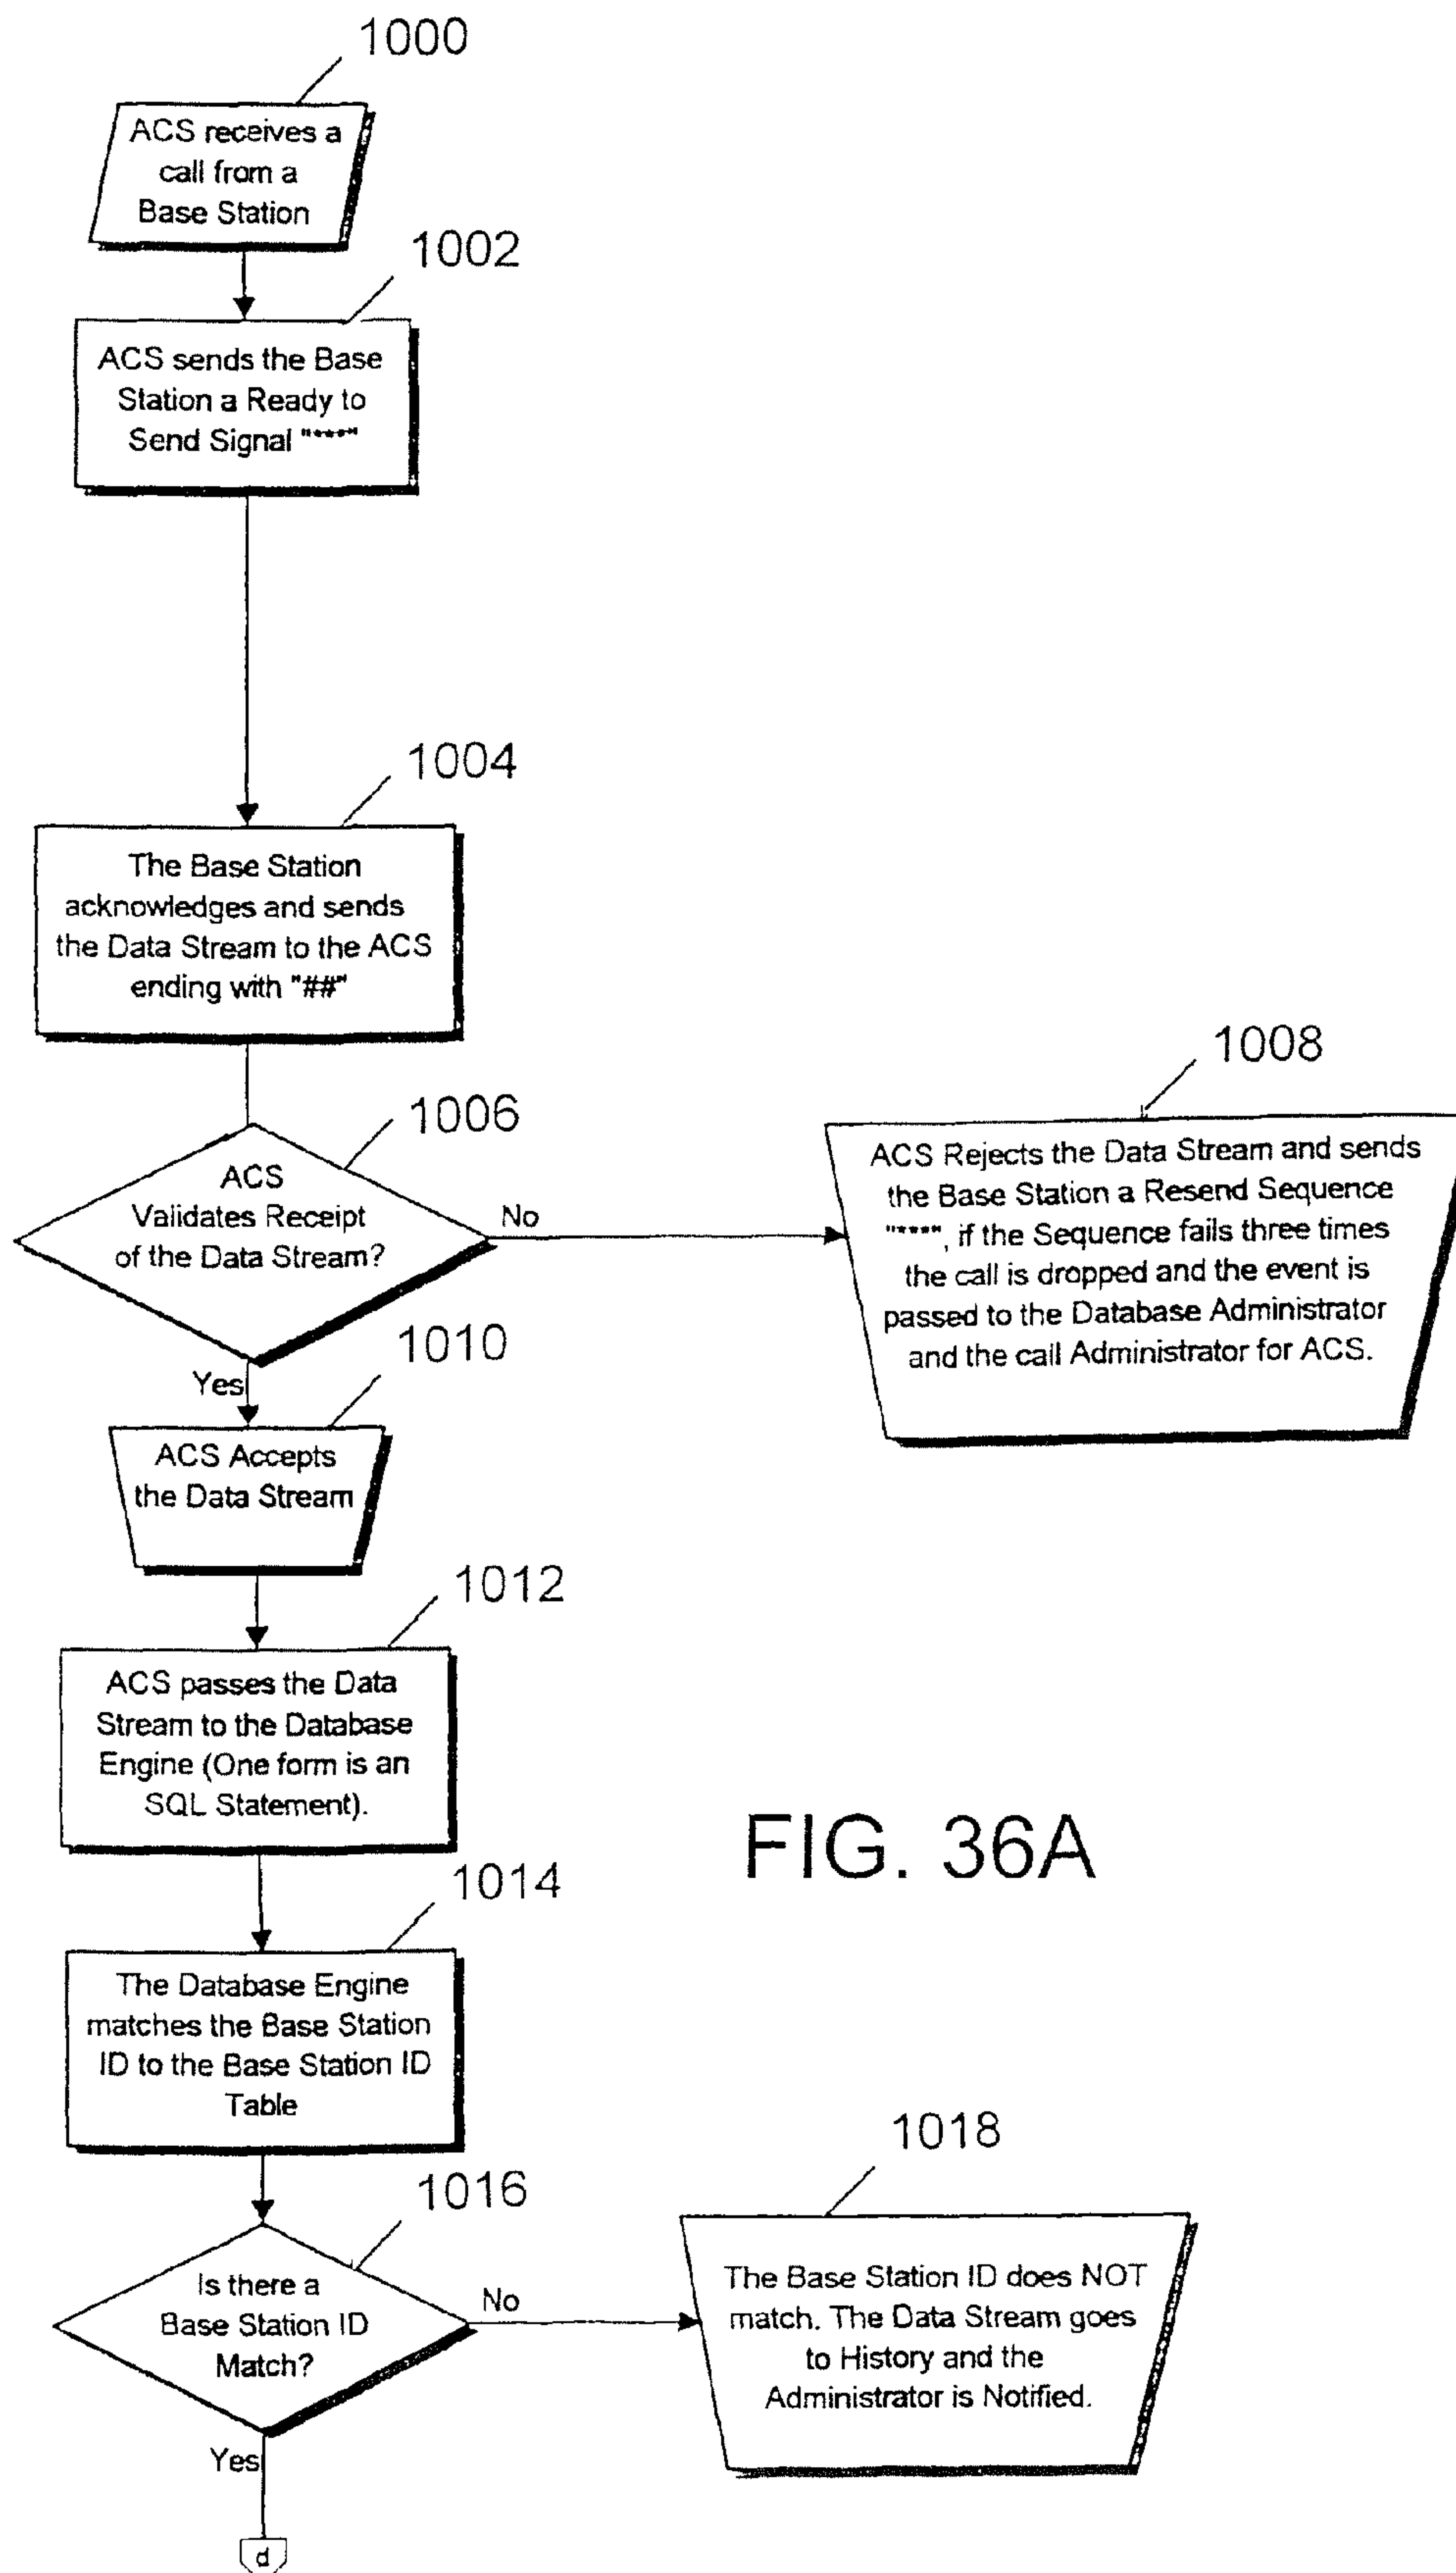 1000
ACS receives a
call from a
Base Station
1002
ACS sends the Base
Station a Ready to
Send Signal "***"
1004
The Base Station
acknowledges and sends
the Data Stream to the ACS
ending with "##"
1006
ACS
Validates Receipt
of the Data Stream?
No
1008
ACS Rejects the Data Stream and sends
the Base Station a Resend Sequence
"***", if the Sequence fails three times
the call is dropped and the event is
passed to the Database Administrator
and the call Administrator for ACS.
Yes
1010
ACS Accepts
the Data Stream
1012
ACS passes the Data
Stream to the Database
Engine (One form is an
SQL Statement).
FIG. 36A
1014
The Database Engine
matches the Base Station
ID to the Base Station ID
Table
1016
Is there a
Base Station ID
Match?
No
1018
The Base Station ID does NOT
match. The Data Stream goes
to History and the
Administrator is Notified.
Yes
d